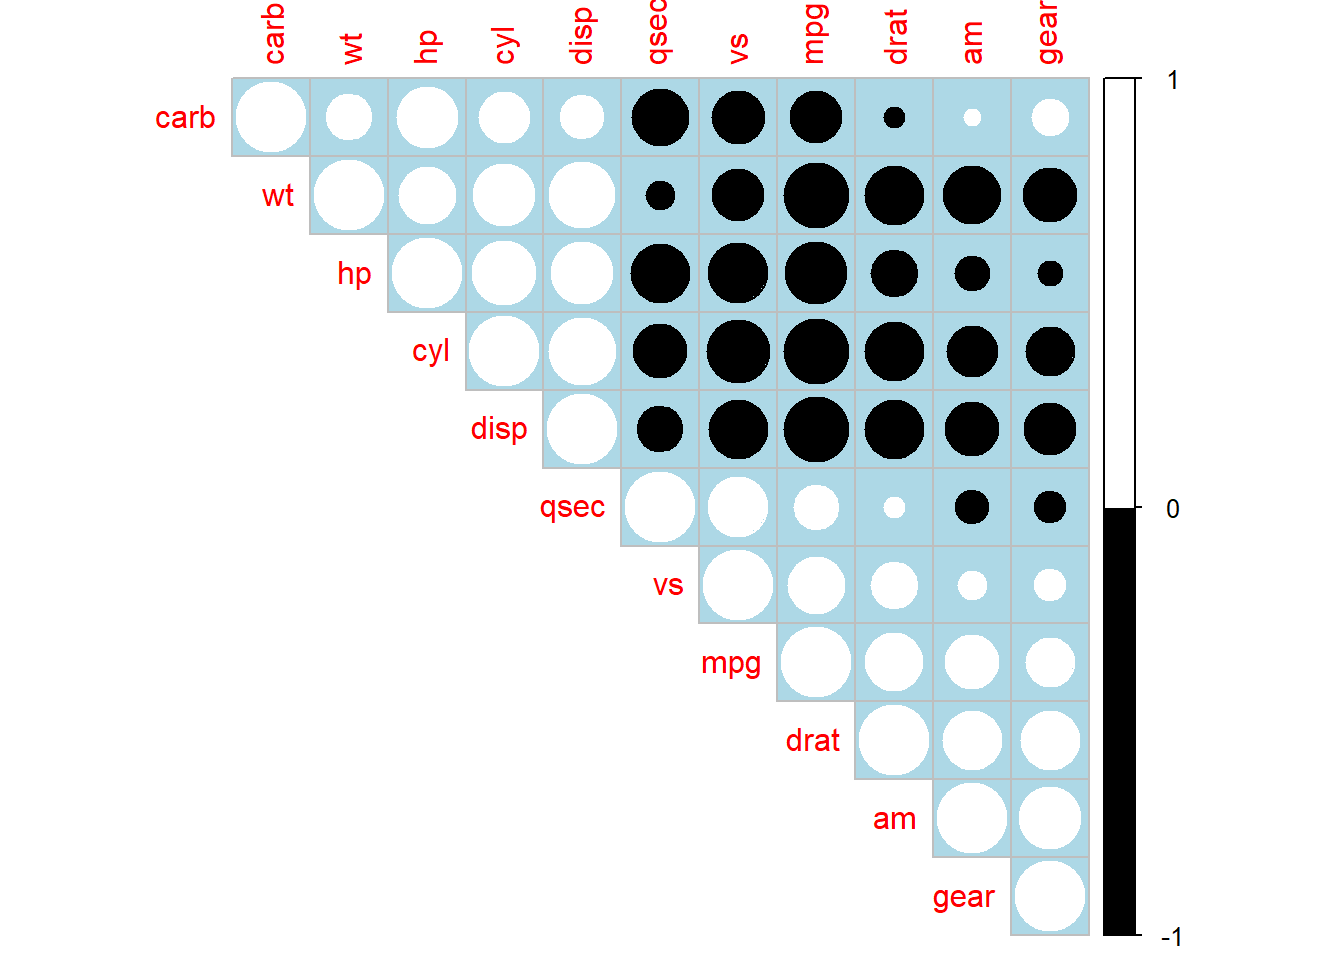 carb wt hp cyl disp qsec vs mpg drat am gear
carb
wt
hp
cyl
disp
qsec
vs
mpg
drat
am
gear
1
0
-1